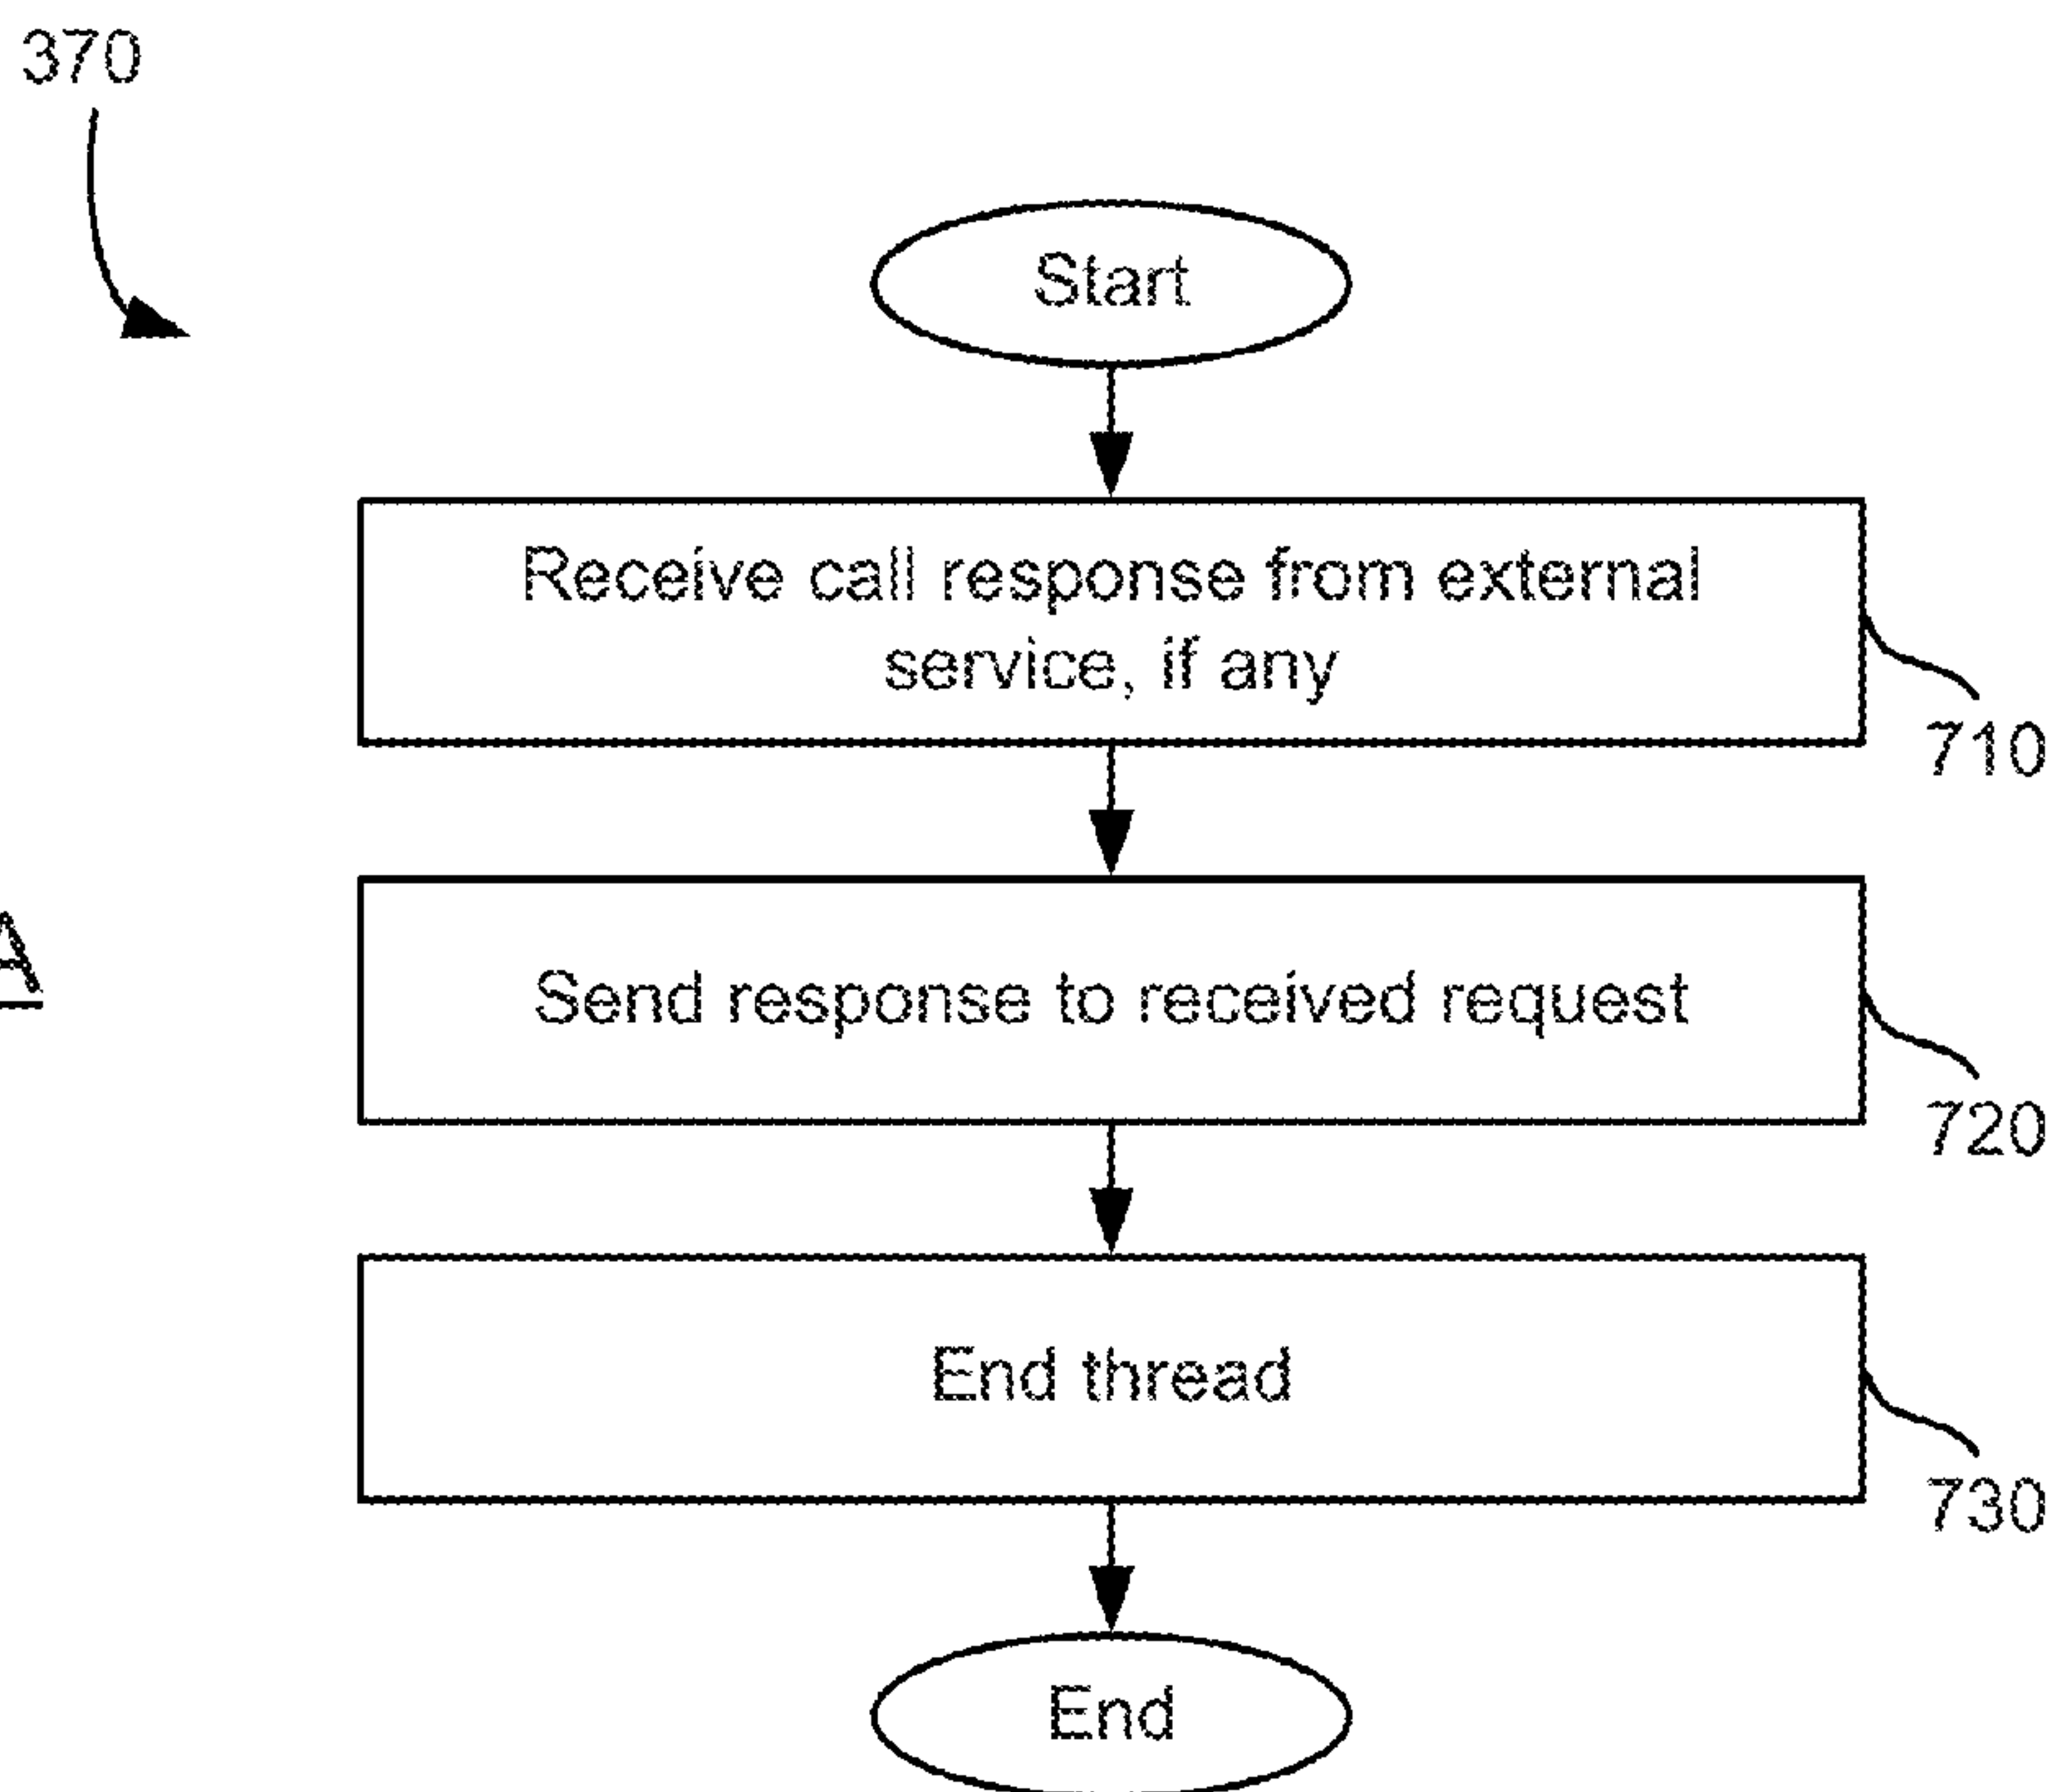 370
Start
Receive call response from external
service, if any
710
A
Send response to received request
720
End thread
730
End